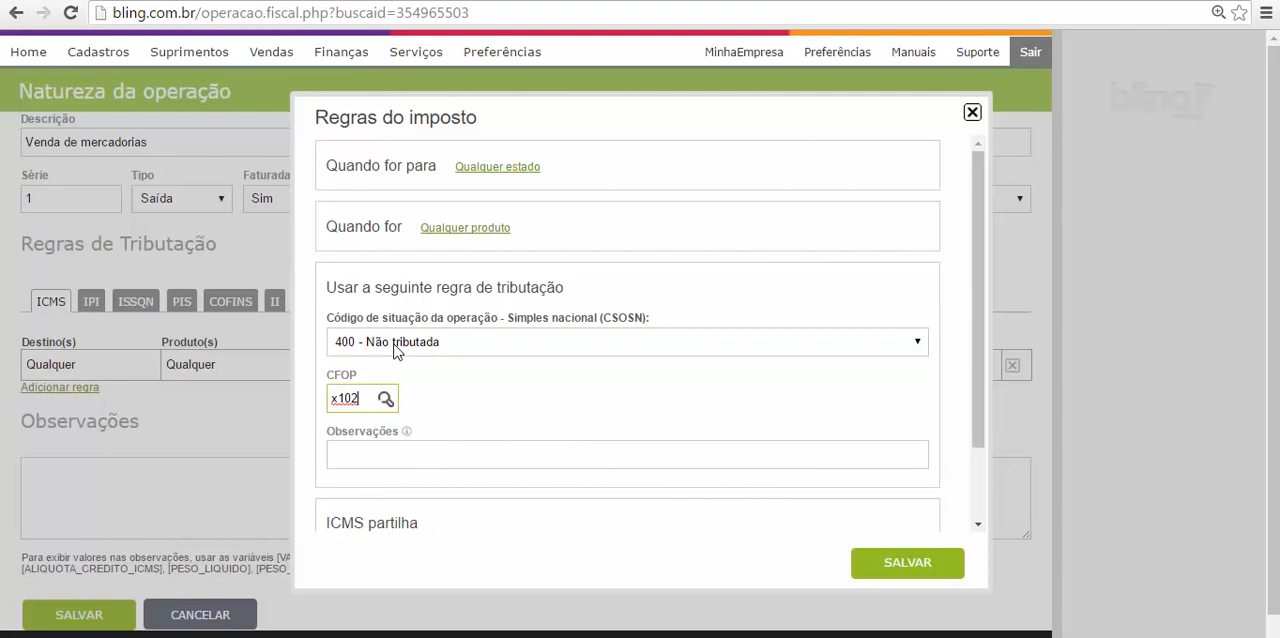 bling.com.br/operacao.fiscal.php?buscaid=354965503
Home Cadastros Suprimentos Vendas Finanças Serviços Preferências MinhaEmpresa Preferências Manuais Suporte Sair
Natureza da operação
bling!
Descrição
Venda de mercadorias
Série Tipo Faturada
1 Saída Sim
Regras de Tributação
ICMS IPI ISSQN PIS COFINS II
Destino(s) Produto(s)
Qualquer Qualquer
Adicionar regra
Observações
Para exibir valores nas observações, usar as variáveis [VA
[ALIQUOTA_CREDITO_ICMS], [PESO_LIQUIDO], [PES
SALVAR CANCELAR
Regras do imposto
Quando for para Qualquer estado
Quando for Qualquer produto
Usar a seguinte regra de tributação
Código de situação da operação - Simples nacional (CSOSN):
400 - Não tributada
CFOP
x102
Observações
ICMS partilha
SALVAR